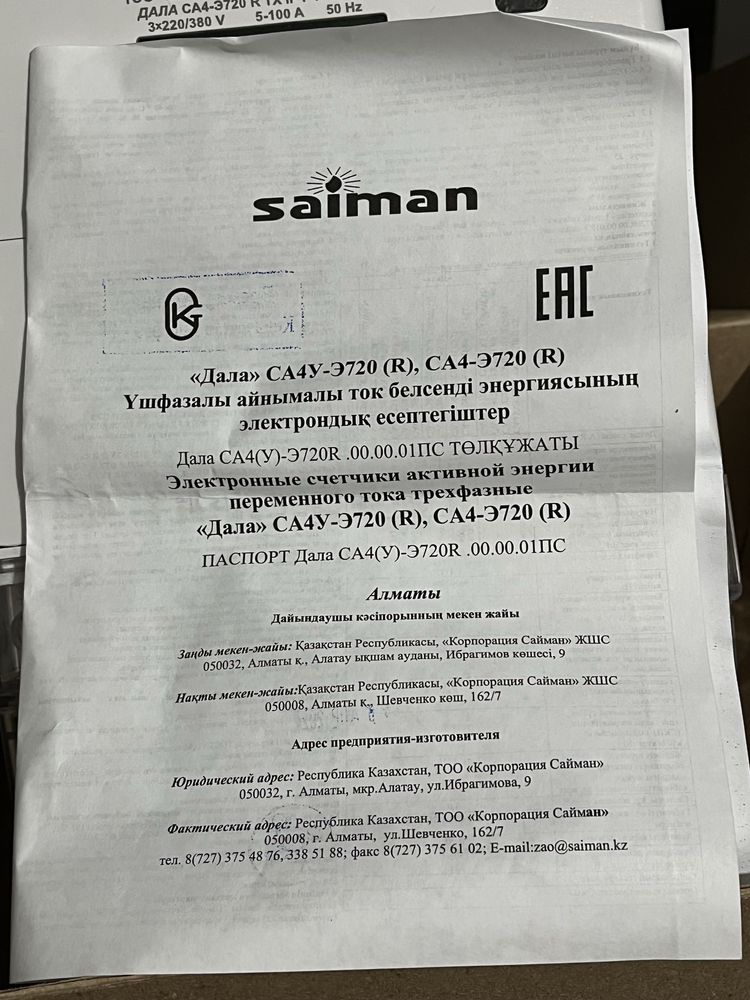 ДАЛА СА4-Э720 R TX
3x220/380 V 5-100 A 50 Hz
saiman
EAC
«Дала» СА4У-Э720 (R), СА4-Э720 (R)
Үшфазалы айнымалы ток белсенді энергиясының
электрондық есептегіштер
Дала СА4(У)-Э720R .00.00.01ПС ТӨЛҚҰЖАТЫ
Электронные счетчики активной энергии
переменного тока трехфазные
«Дала» СА4У-Э720 (R), СА4-Э720 (R)
ПАСПОРТ Дала СА4(У)-Э720R .00.00.01ПС
Алматы
Дайындаушы кәсіпорынның мекен жайы
Заңды мекен-жайы: Қазақстан Республикасы, «Корпорация Сайман» ЖШС
050032, Алматы қ., Алатау ықшам ауданы, Ибрагимов көшесі, 9
Нақты мекен-жайы:Қазақстан Республикасы, «Корпорация Сайман» ЖШС
050008, Алматы қ., Шевченко көш, 162/7
Адрес предприятия-изготовителя
Юридический адрес: Республика Казахстан, ТОО «Корпорация Сайман»
050032, г. Алматы, мкр.Алатау, ул.Ибрагимова, 9
Фактический адрес: Республика Казахстан, ТОО «Корпорация Сайман»
050008, г. Алматы, ул.Шевченко, 162/7
тел. 8(727) 375 48 76, 338 51 88; факс 8(727) 375 61 02; E-mail:zao@saiman.kz